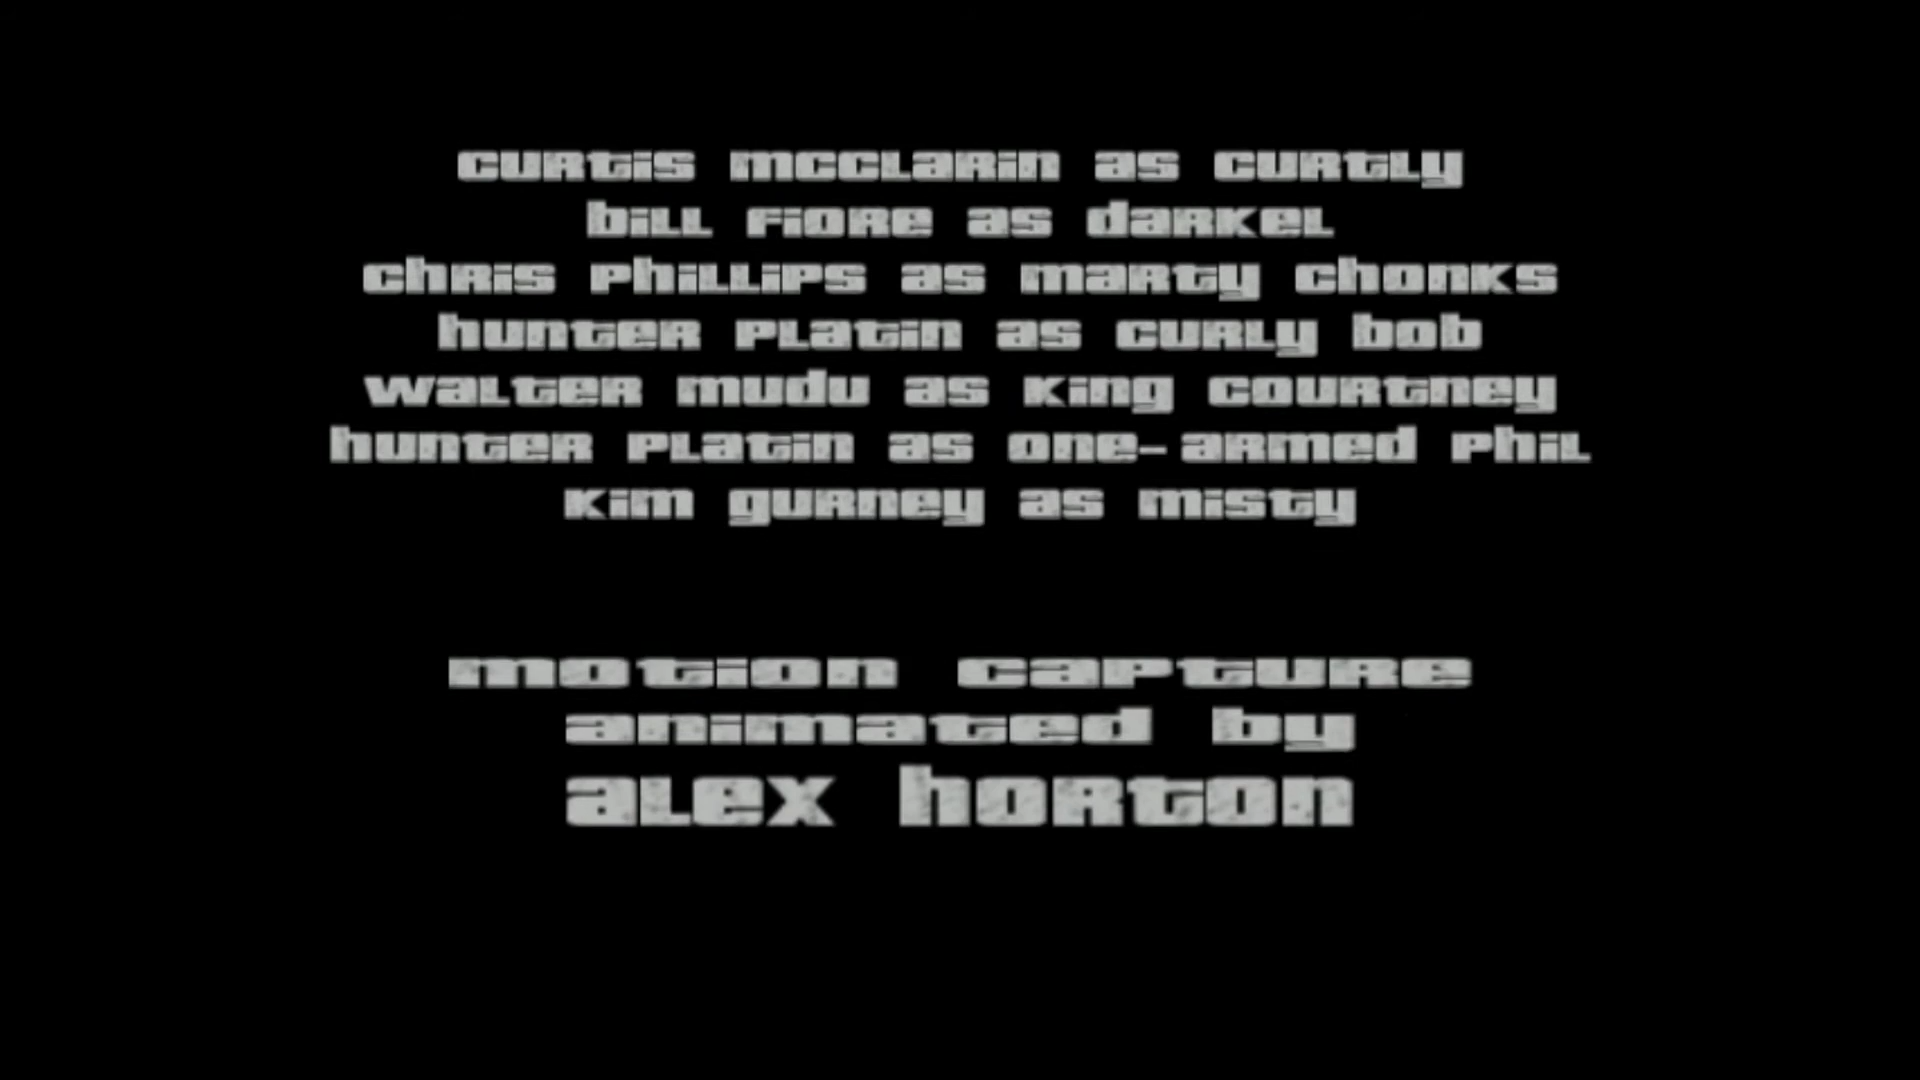 curtis mcclarin as curtly
bill fiore as darkel
chris phillips as marty chonks
hunter platin as curly bob
walter mudu as king courtney
hunter platin as one-armed phil
kim gurney as misty
motion capture
animated by
alex horton